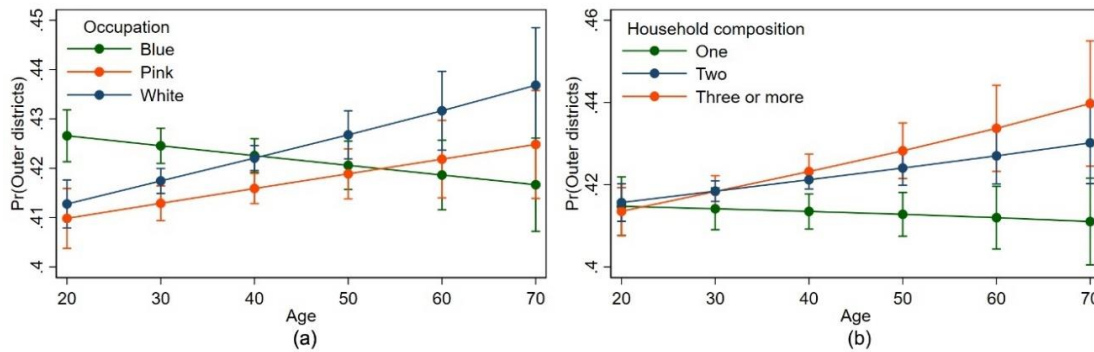 Occupation
Blue
Pink
White
Pr(Outer districts)
.45
.44
.43
.42
.41
.4
20 30 40 50 60 70
Age
(a)
Household composition
One
Two
Three or more
Pr(Outer districts)
.46
.44
.42
.4
20 30 40 50 60 70
Age
(b)